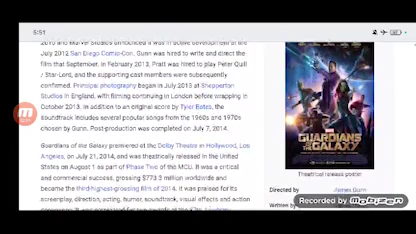 5:51
2010 and Marvel Studios announced it was in active development at the
July 2012 San Diego Comic-Con. Gunn was hired to write and direct the
film that September. In February 2013, Pratt was hired to play Peter Quill
/ Star-Lord, and the supporting cast members were subsequently
confirmed. Principal photography began in July 2013 at Shepperton
Studios in England, with filming continuing in London before wrapping in
October 2013. In addition to an original score by Tyler Bates, the
soundtrack includes several popular songs from the 1960s and 1970s
chosen by Gunn. Post-production was completed on July 7, 2014.
Guardians of the Galaxy premiered at the Dolby Theatre in Hollywood, Los
Angeles, on July 21, 2014, and was theatrically released in the United
States on August 1 as part of Phase Two of the MCU. It was a critical
and commercial success, grossing $773.3 million worldwide and
became the third-highest-grossing film of 2014. It was praised for its
screenplay, direction, acting, humor, soundtrack, visual effects and action
GUARDIANS
OF THE
GALAXY
Theatrical release poster
Directed by James Gunn
Written by
Recorded by Mobizen